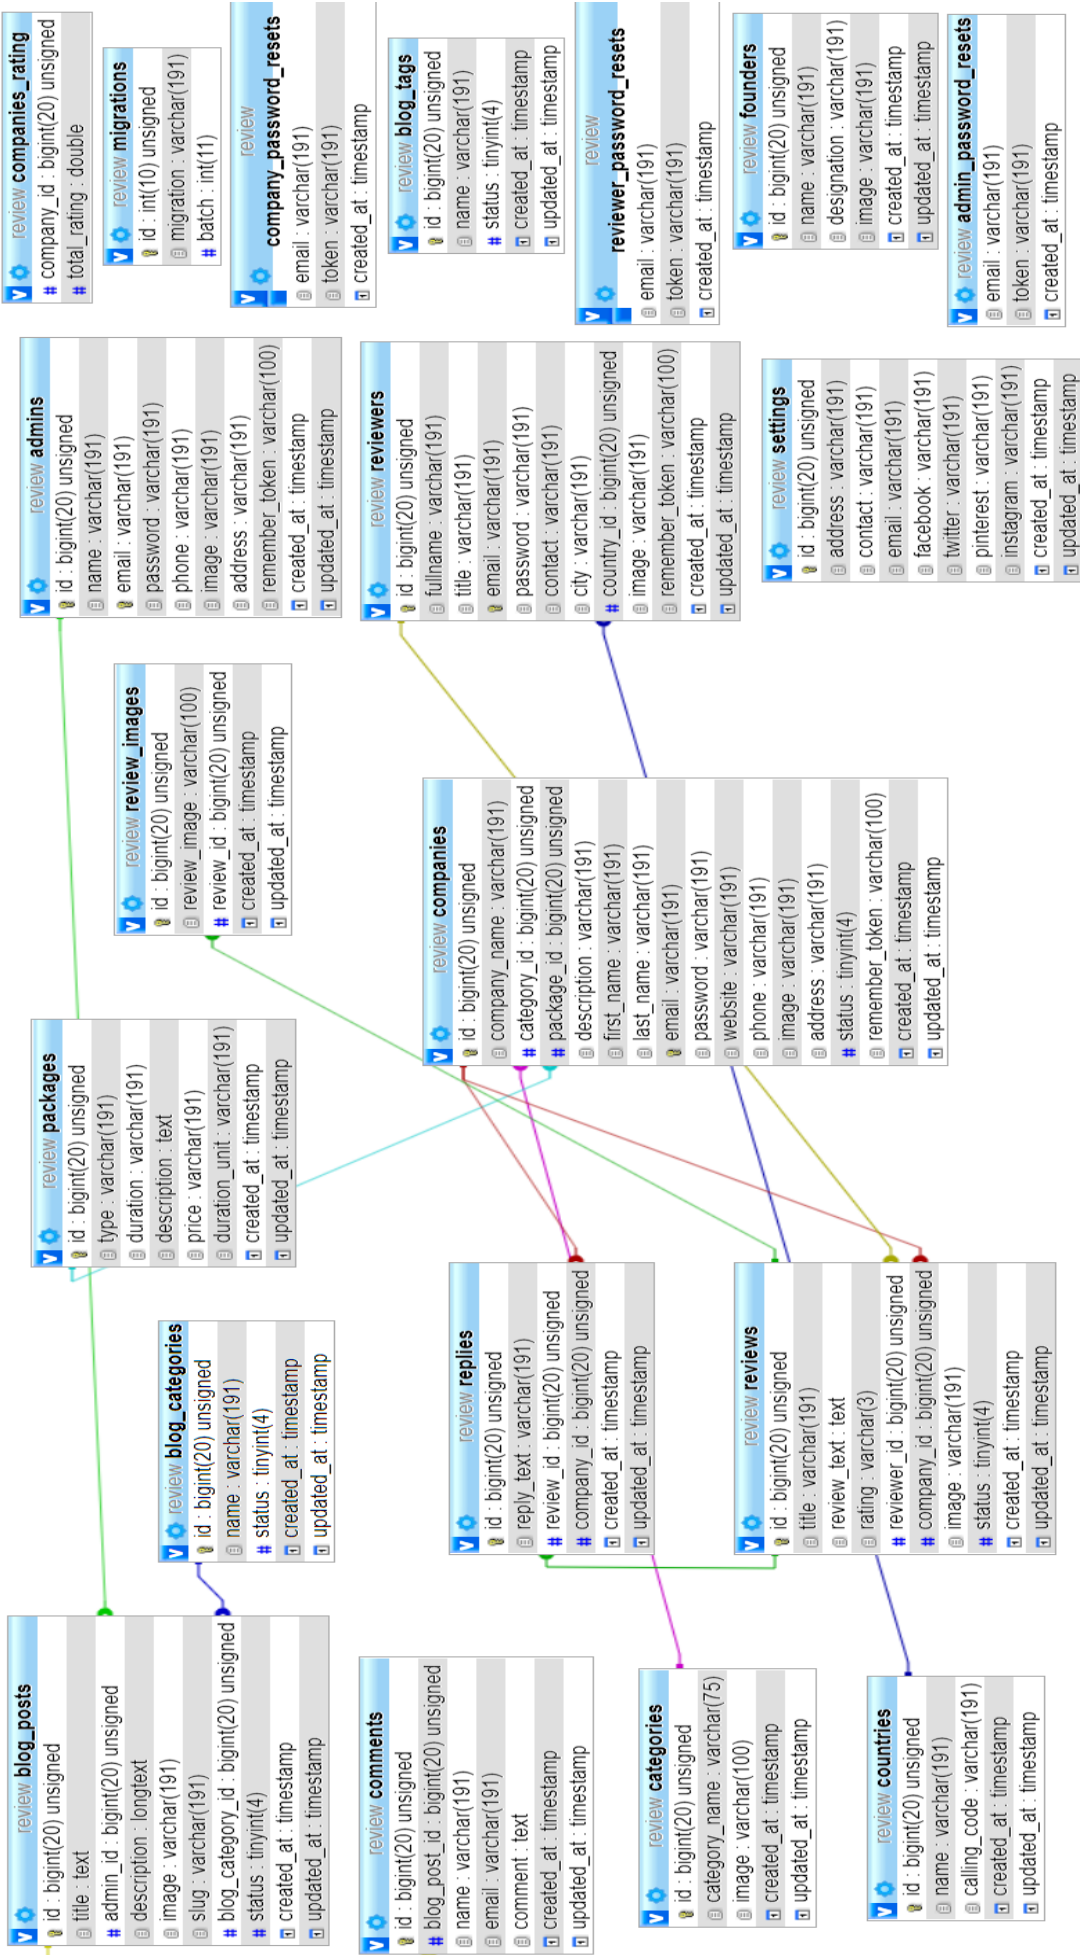 review blog_posts
id : bigint(20) unsigned
title : text
admin_id : bigint(20) unsigned
description : longtext
image : varchar(191)
slug : varchar(191)
blog_category_id : bigint(20) unsigned
status : tinyint(4)
created_at : timestamp
updated_at : timestamp
review comments
id : bigint(20) unsigned
blog_post_id : bigint(20) unsigned
name : varchar(191)
email : varchar(191)
comment : text
created_at : timestamp
updated_at : timestamp
review categories
id : bigint(20) unsigned
category_name : varchar(75)
image : varchar(100)
created_at : timestamp
updated_at : timestamp
review countries
id : bigint(20) unsigned
name : varchar(191)
calling_code : varchar(191)
created_at : timestamp
updated_at : timestamp
review blog_categories
id : bigint(20) unsigned
name : varchar(191)
status : tinyint(4)
created_at : timestamp
updated_at : timestamp
review replies
id : bigint(20) unsigned
reply_text : varchar(191)
review_id : bigint(20) unsigned
company_id : bigint(20) unsigned
created_at : timestamp
updated_at : timestamp
review reviews
id : bigint(20) unsigned
title : varchar(191)
review_text : text
rating : varchar(3)
reviewer_id : bigint(20) unsigned
company_id : bigint(20) unsigned
image : varchar(191)
status : tinyint(4)
created_at : timestamp
updated_at : timestamp
review packages
id : bigint(20) unsigned
type : varchar(191)
duration : varchar(191)
description : text
price : varchar(191)
duration_unit : varchar(191)
created_at : timestamp
updated_at : timestamp
review review_images
id : bigint(20) unsigned
review_image : varchar(100)
review_id : bigint(20) unsigned
created_at : timestamp
updated_at : timestamp
review companies
id : bigint(20) unsigned
company_name : varchar(191)
category_id : bigint(20) unsigned
package_id : bigint(20) unsigned
description : varchar(191)
first_name : varchar(191)
last_name : varchar(191)
email : varchar(191)
password : varchar(191)
website : varchar(191)
phone : varchar(191)
image : varchar(191)
address : varchar(191)
status : tinyint(4)
remember_token : varchar(100)
created_at : timestamp
updated_at : timestamp
review admins
id : bigint(20) unsigned
name : varchar(191)
email : varchar(191)
password : varchar(191)
phone : varchar(191)
image : varchar(191)
address : varchar(191)
remember_token : varchar(100)
created_at : timestamp
updated_at : timestamp
review reviewers
id : bigint(20) unsigned
fullname : varchar(191)
title : varchar(191)
email : varchar(191)
password : varchar(191)
contact : varchar(191)
city : varchar(191)
country_id : bigint(20) unsigned
image : varchar(191)
remember_token : varchar(100)
created_at : timestamp
updated_at : timestamp
review settings
id : bigint(20) unsigned
address : varchar(191)
contact : varchar(191)
email : varchar(191)
facebook : varchar(191)
twitter : varchar(191)
pinterest : varchar(191)
instagram : varchar(191)
created_at : timestamp
updated_at : timestamp
review companies_rating
company_id : bigint(20) unsigned
total_rating : double
review migrations
id : int(10) unsigned
migration : varchar(191)
batch : int(11)
review
company_password_resets
email : varchar(191)
token : varchar(191)
created_at : timestamp
review blog_tags
id : bigint(20) unsigned
name : varchar(191)
status : tinyint(4)
created_at : timestamp
updated_at : timestamp
review
reviewer_password_resets
email : varchar(191)
token : varchar(191)
created_at : timestamp
review founders
id : bigint(20) unsigned
name : varchar(191)
designation : varchar(191)
image : varchar(191)
created_at : timestamp
updated_at : timestamp
review admin_password_resets
email : varchar(191)
token : varchar(191)
created_at : timestamp